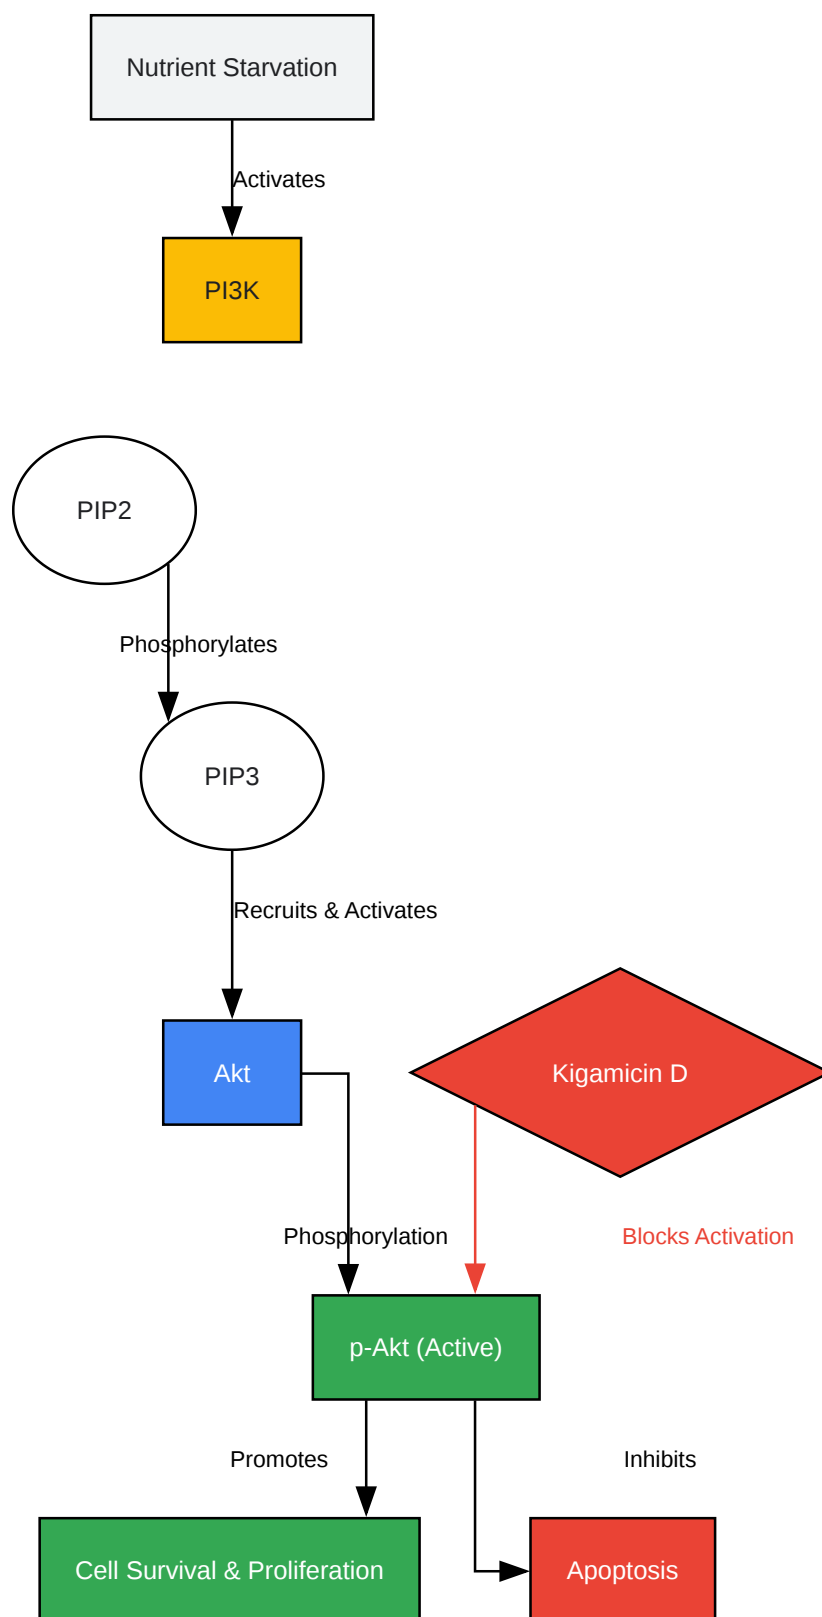 Nutrient Starvation
Activates
PI3K
PIP2
Phosphorylates
PIP3
Recruits & Activates
Akt
Kigamicin D
Phosphorylation
Blocks Activation
p-Akt (Active)
Promotes
Inhibits
Cell Survival & Proliferation
Apoptosis